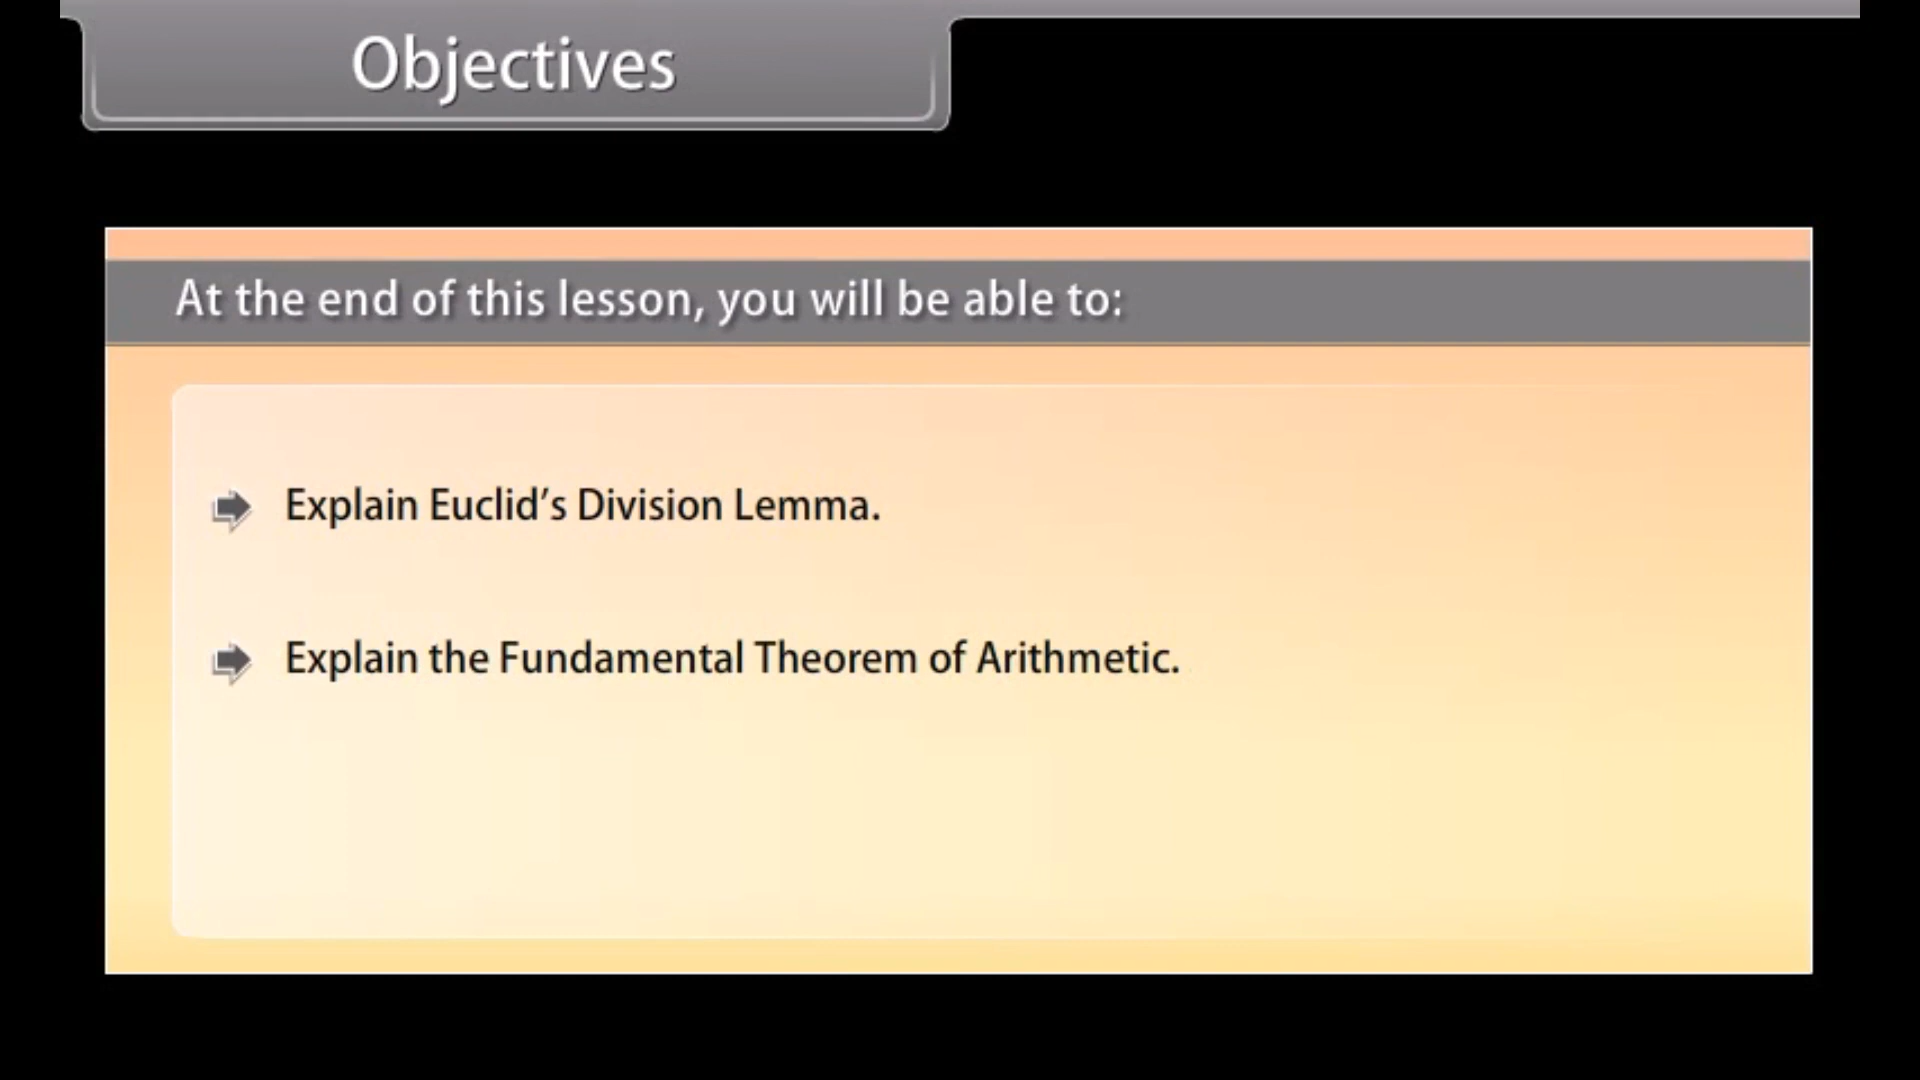 Objectives
At the end of this lesson, you will be able to:
Explain Euclid’s Division Lemma.
Explain the Fundamental Theorem of Arithmetic.